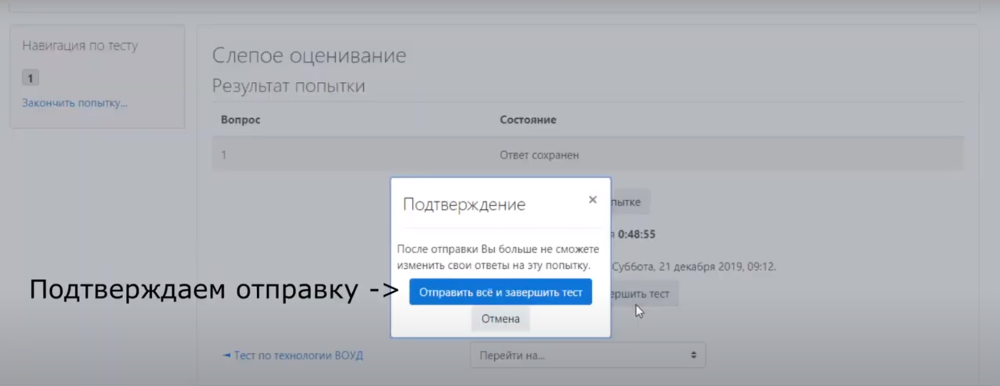 Навигация по тесту
1
Закончить попытку...
Слепое оценивание
Результат попытки
Вопрос Состояние
1 Ответ сохранен
Подтверждение ×
После отправки Вы больше не сможете
изменить свои ответы на эту попытку.
Отправить всё и завершить тест
Отмена
пытке
0:48:55
Суббота, 21 декабря 2019, 09:12.
ершить тест
Подтверждаем отправку ->
◄ Тест по технологии ВОУД
Перейти на...